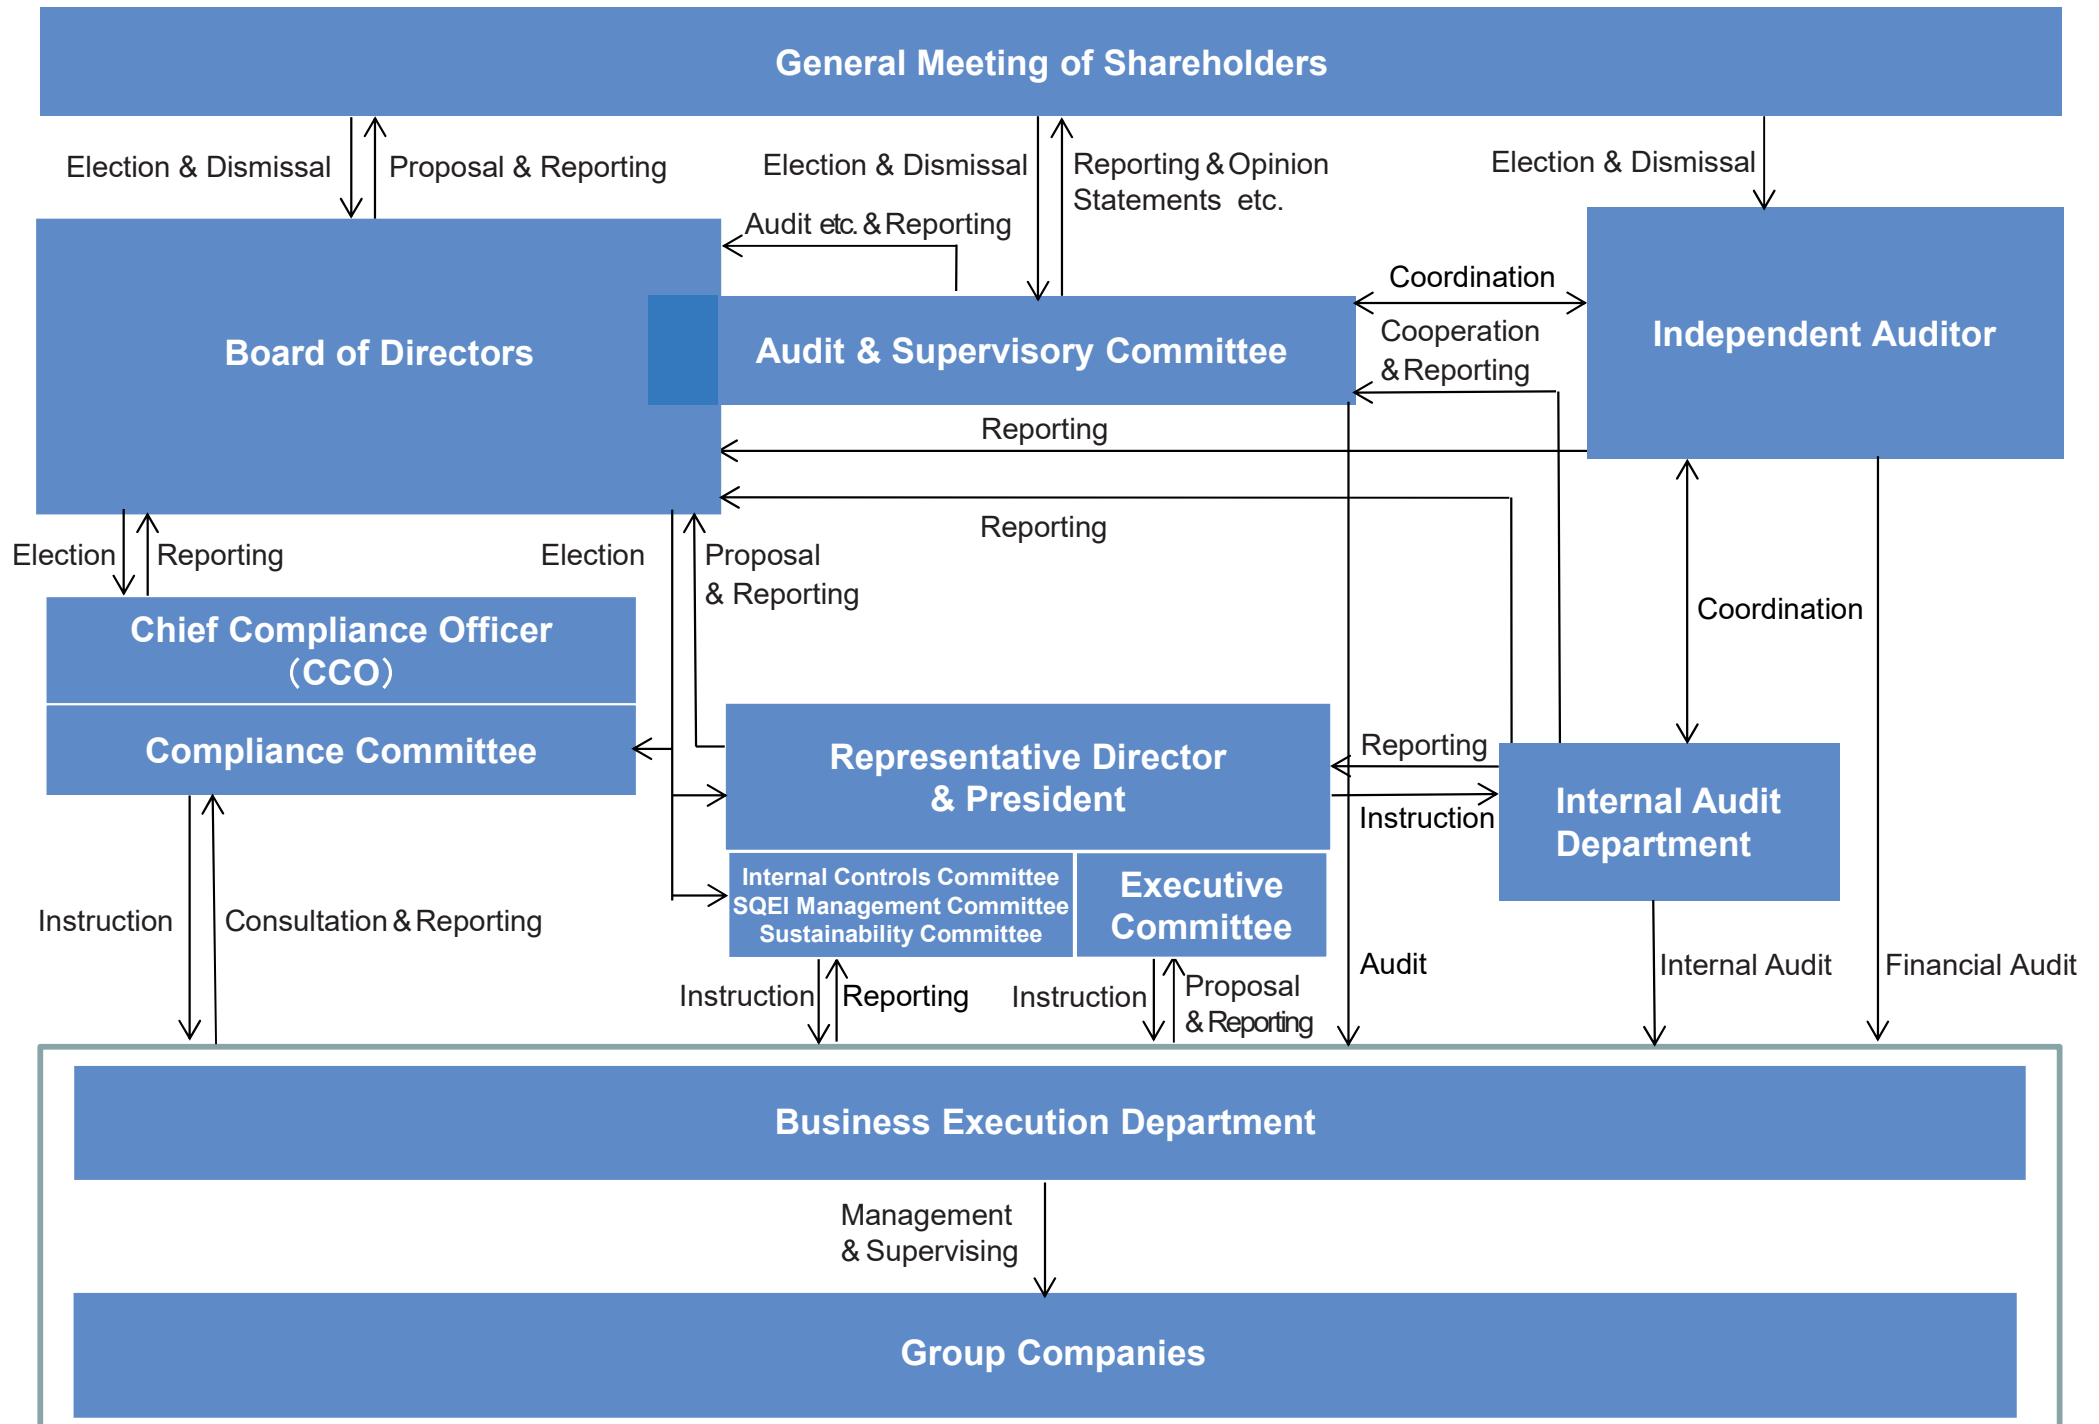 General Meeting of Shareholders
Election & Dismissal
Proposal & Reporting
Election & Dismissal
Reporting & Opinion
Statements etc.
Election & Dismissal
Audit etc. & Reporting
Board of Directors
Audit & Supervisory Committee
Coordination
Cooperation
& Reporting
Independent Auditor
Reporting
Reporting
Election
Reporting
Election
Proposal
& Reporting
Coordination
Chief Compliance Officer
（CCO）
Compliance Committee
Representative Director
& President
Reporting
Instruction
Internal Audit
Department
Internal Controls Committee
SQEI Management Committee
Sustainability Committee
Executive
Committee
Instruction
Consultation & Reporting
Instruction
Reporting
Instruction
Proposal
& Reporting
Audit
Internal Audit
Financial Audit
Business Execution Department
Management
& Supervising
Group Companies